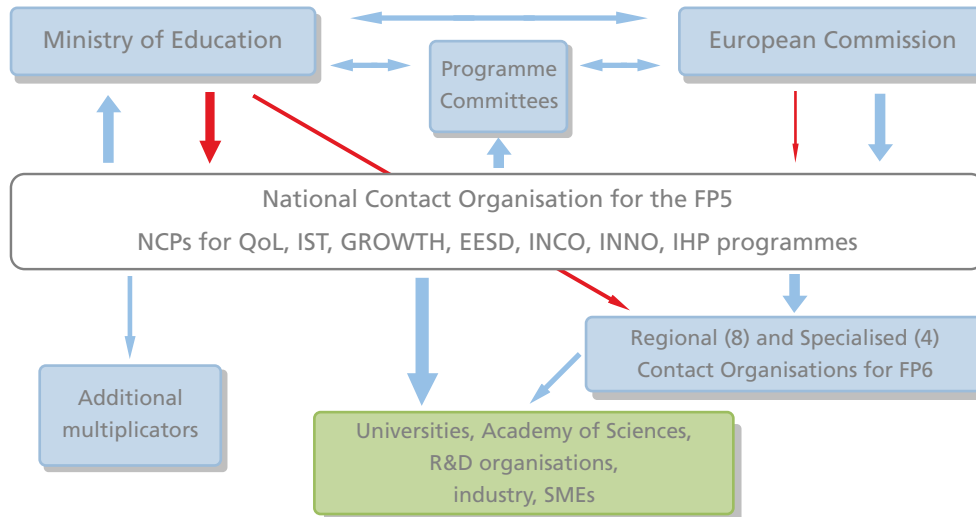 Ministry of Education
European Commission
Programme
Committees
National Contact Organisation for the FP5
NCPs for QoL, IST, GROWTH, EESD, INCO, INNO, IHP programmes
Regional (8) and Specialised (4)
Contact Organisations for FP6
Additional
multiplicators
Universities, Academy of Sciences,
R&D organisations,
industry, SMEs